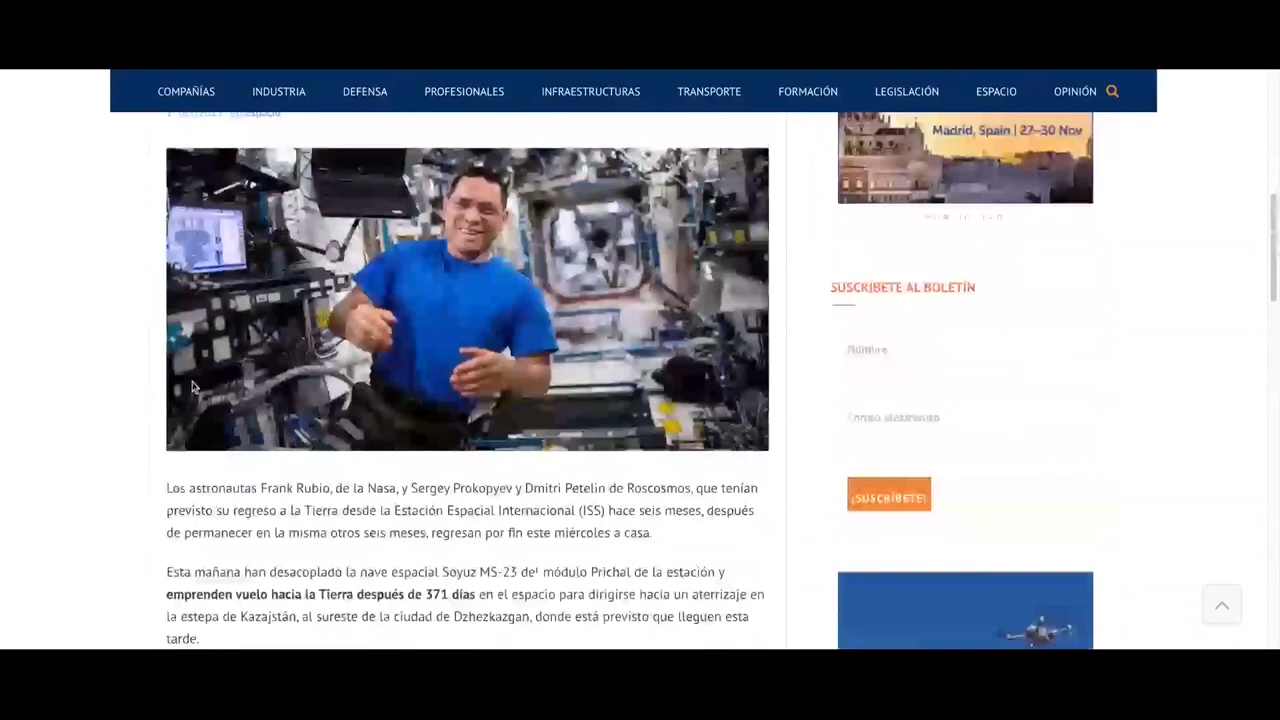 COMPAÑÍAS INDUSTRIA DEFENSA PROFESIONALES INFRAESTRUCTURAS TRANSPORTE FORMACIÓN LEGISLACIÓN ESPACIO OPINIÓN
Madrid, Spain | 27–30 Nov
SUSCRÍBETE AL BOLETÍN
Nombre
Correo electrónico
¡SUSCRÍBETE!
Los astronautas Frank Rubio, de la Nasa, y Sergey Prokopyev y Dmitri Petelin de Roscosmos, que tenían
previsto su regreso a la Tierra desde la Estación Espacial Internacional (ISS) hace seis meses, después
de permanecer en la misma otros seis meses, regresan por fin este miércoles a casa.
Esta mañana han desacoplado la nave espacial Soyuz MS-23 del módulo Prichal de la estación y
emprenden vuelo hacia la Tierra después de 371 días en el espacio para dirigirse hacia un aterrizaje en
la estepa de Kazajstán, al sureste de la ciudad de Dzhezkazgan, donde está previsto que lleguen esta
tarde.